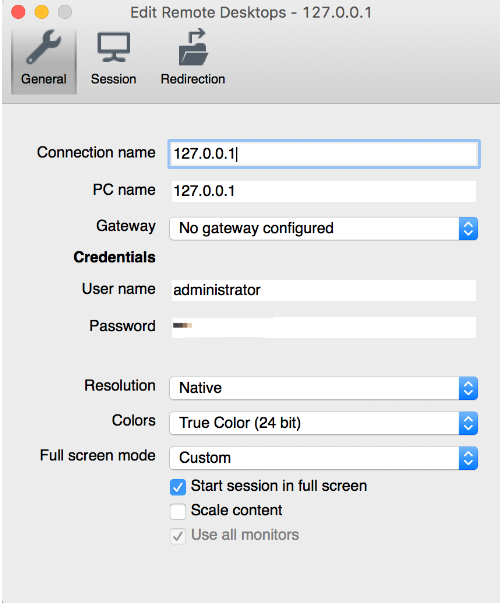 Edit Remote Desktops - 127.0.0.1
General Session Redirection
Connection name 127.0.0.1
PC name 127.0.0.1
Gateway No gateway configured
Credentials
User name administrator
Password
Resolution Native
Colors True Color (24 bit)
Full screen mode Custom
Start session in full screen
Scale content
Use all monitors